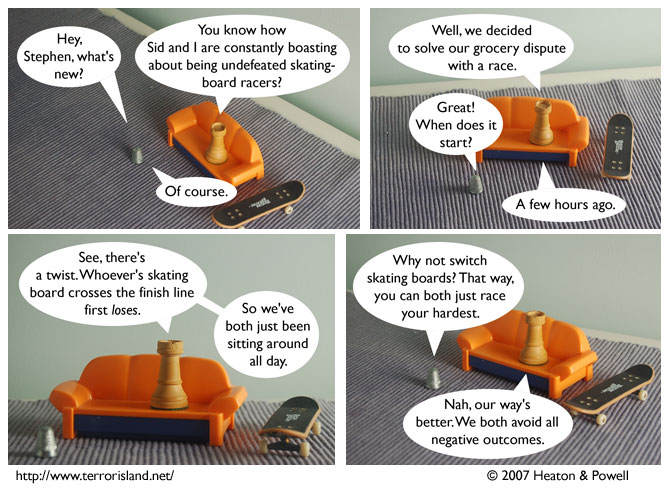 Hey,
Stephen, what's
new?
You know how
Sid and I are constantly boasting
about being undefeated skating-
board racers?
Of course.
Well, we decided
to solve our grocery dispute
with a race.
Great!
When does it
start?
A few hours ago.
See, there's
a twist. Whoever's skating
board crosses the finish line
first loses.
So we've
both just been
sitting around
all day.
Why not switch
skating boards? That way,
you can both just race
your hardest.
Nah, our way's
better. We both avoid all
negative outcomes.
http://www.terrorisland.net/
© 2007 Heaton & Powell